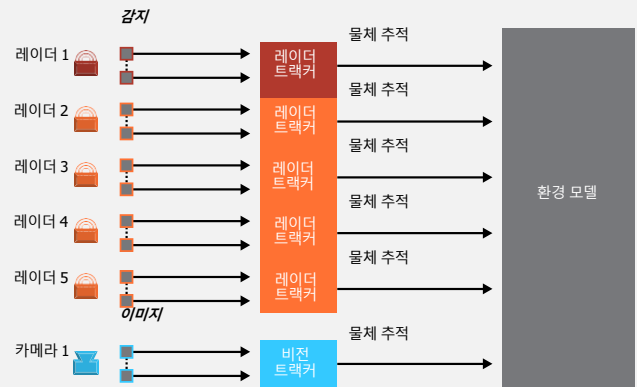 감지
레이더 1
레이더
트랙커
물체 추적
레이더 2
레이더
트랙커
물체 추적
레이더 3
레이더
트랙커
물체 추적
레이더 4
레이더
트랙커
물체 추적
레이더 5
레이더
트랙커
물체 추적
이미지
카메라 1
비전
트랙커
물체 추적
환경 모델